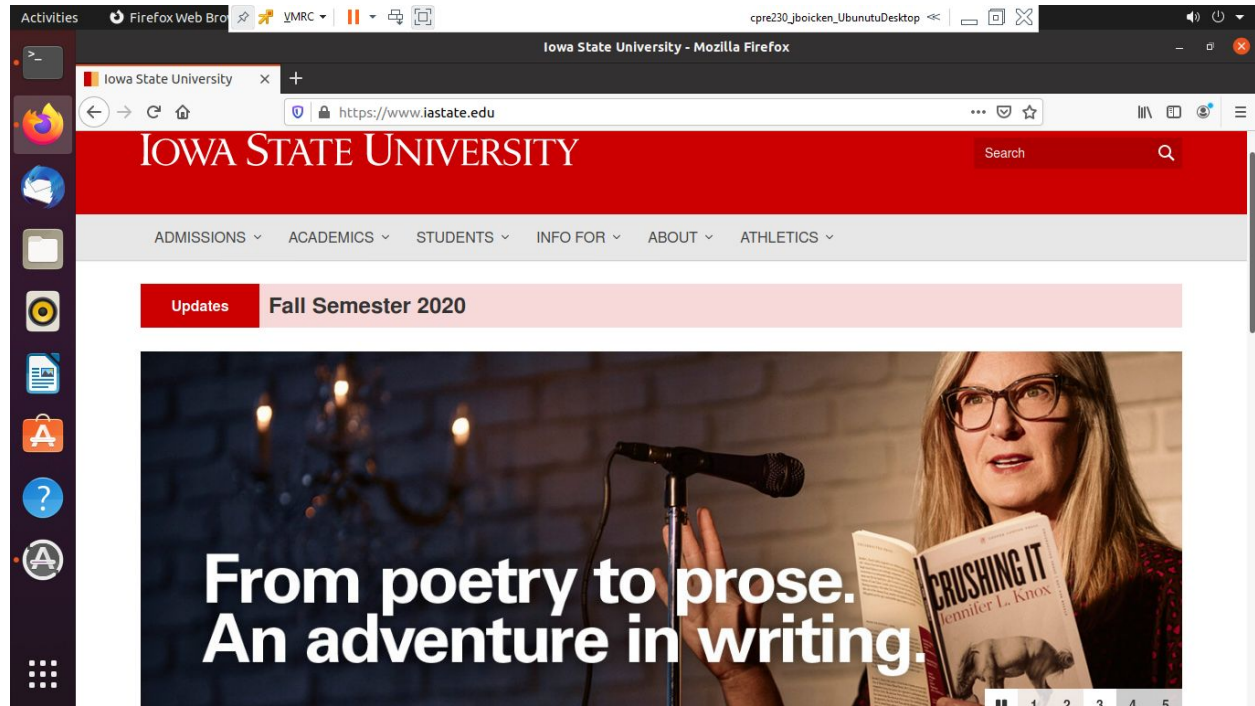 Activities Firefox Web Bro VMRC cpre230_jboicken_UbunutuDesktop
Iowa State University - Mozilla Firefox
Iowa State University
https://www.iastate.edu
IOWA STATE UNIVERSITY
Search
ADMISSIONS ACADEMICS STUDENTS INFO FOR ABOUT ATHLETICS
Updates Fall Semester 2020
CRUSHING IT
Jennifer L. Knox
From poetry to prose.
An adventure in writing.
1 2 3 4 5